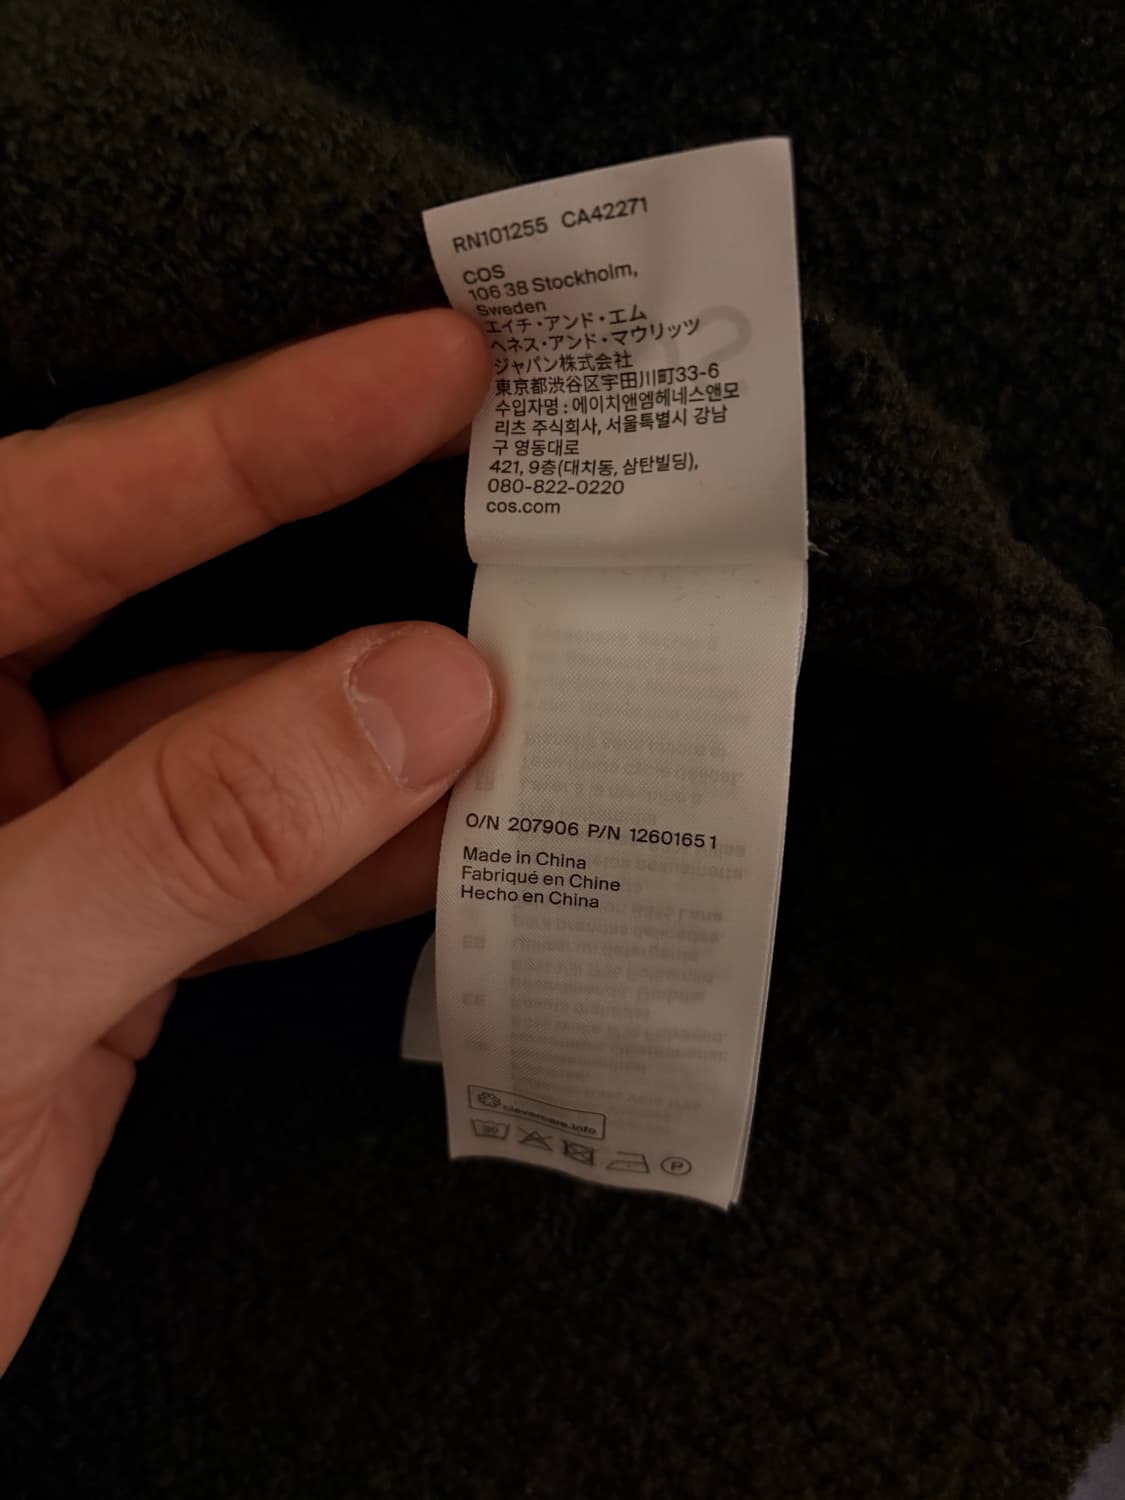 RN101255 CA42271
COS
106 38 Stockholm,
Sweden
エイチ・アンド・エム
ヘネス・アンド・マウリッツ
ジャパン株式会社
東京都渋谷区宇田川町33-6
수입자명 : 에이치앤엠헤네스앤모
리츠 주식회사, 서울특별시 강남
구 영동대로
421, 9층(대치동, 삼탄빌딩),
080-822-0220
cos.com
O/N 207906 P/N 12601651
Made in China
Fabriqué en Chine
Hecho en China
clevercare.info
30
P